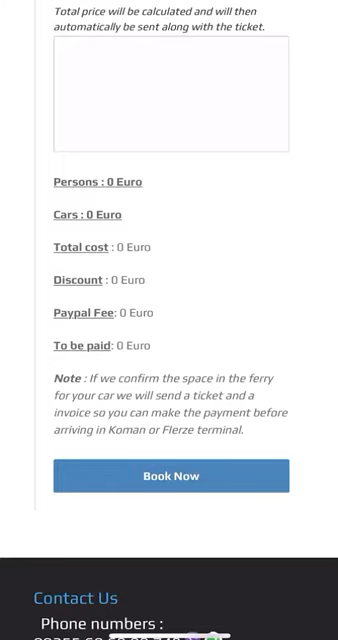 Total price will be calculated and will then
automatically be sent along with the ticket.
Persons : 0 Euro
Cars : 0 Euro
Total cost : 0 Euro
Discount : 0 Euro
Paypal Fee: 0 Euro
To be paid: 0 Euro
Note : If we confirm the space in the ferry
for your car we will send a ticket and a
invoice so you can make the payment before
arriving in Koman or FIerze terminal.
Book Now
Contact Us
Phone numbers :